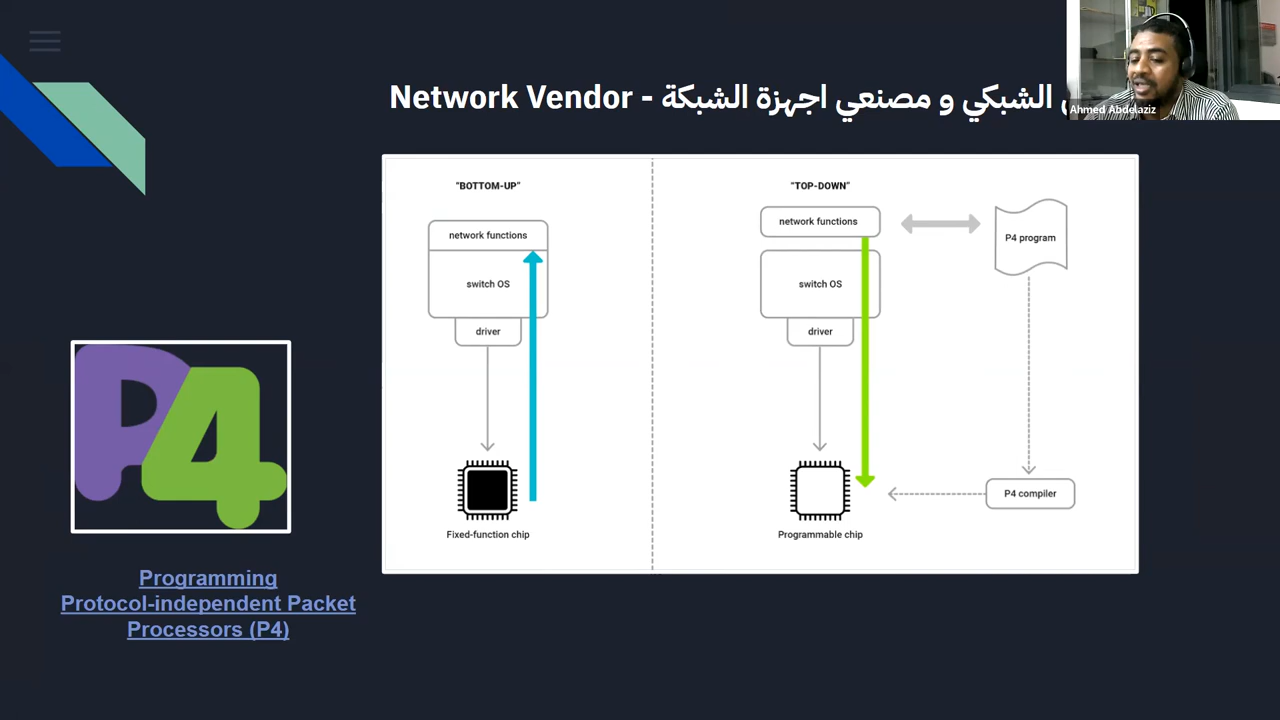 الشبكي و مصنعي اجهزة الشبكة - Network Vendor
Ahmed Abdelaziz
"BOTTOM-UP"
network functions
switch OS
driver
Fixed-function chip
"TOP-DOWN"
network functions
switch OS
driver
Programmable chip
P4 program
P4 compiler
P4
Programming
Protocol-independent Packet
Processors (P4)